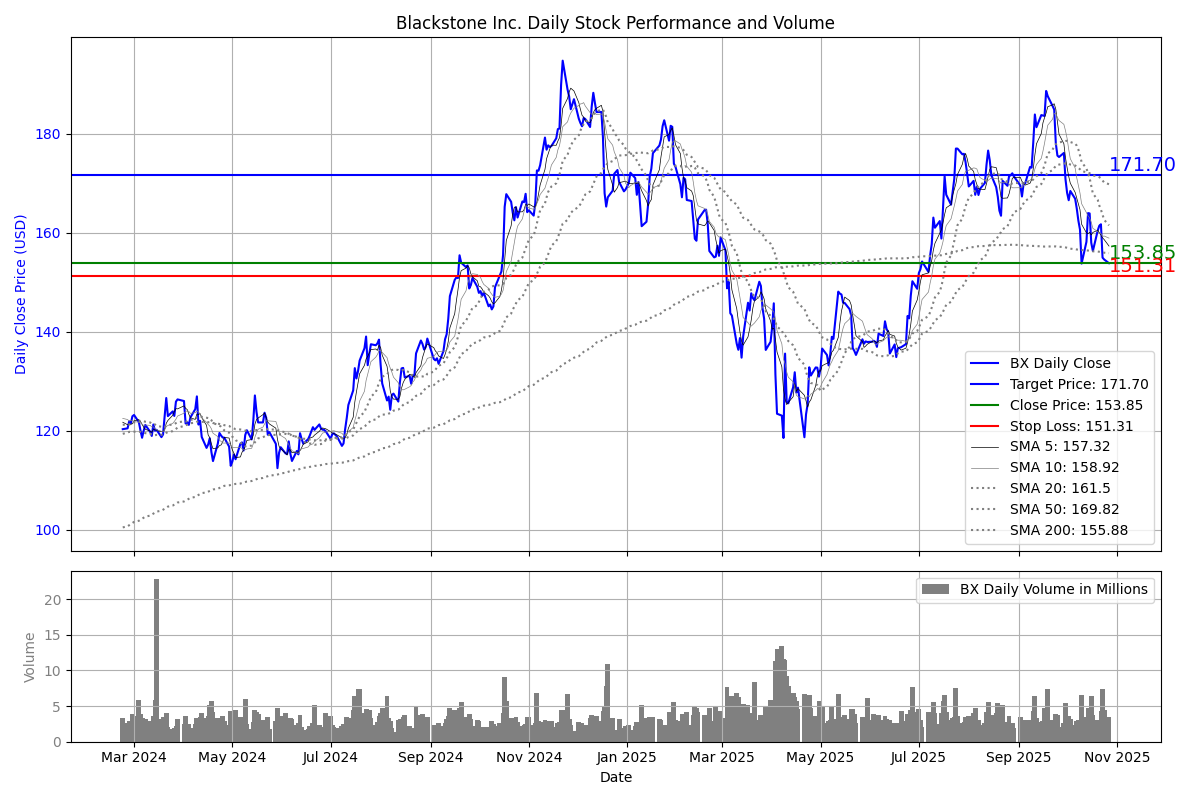 Blackstone Inc. Daily Stock Performance and Volume
Daily Close Price (USD)
180
160
140
120
100
171.70
153.85
151.31
BX Daily Close
Target Price: 171.70
Close Price: 153.85
Stop Loss: 151.31
SMA 5: 157.32
SMA 10: 158.92
SMA 20: 161.5
SMA 50: 169.82
SMA 200: 155.88
Volume
20
15
10
5
0
BX Daily Volume in Millions
Mar 2024 May 2024 Jul 2024 Sep 2024 Nov 2024 Jan 2025 Mar 2025 May 2025 Jul 2025 Sep 2025 Nov 2025
Date